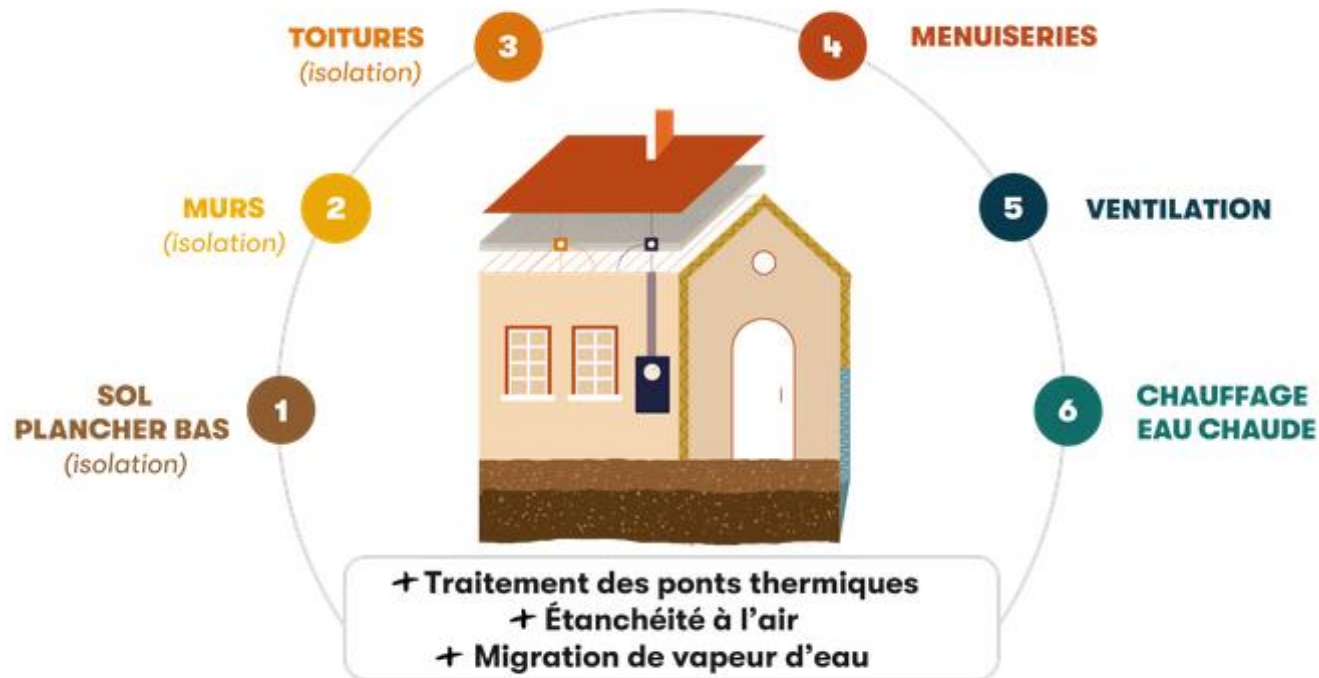 TOITURES
(isolation)
3
4
MENUISERIES
MURS
(isolation)
2
5
VENTILATION
SOL
PLANCHER BAS
(isolation)
1
6
CHAUFFAGE
EAU CHAUDE
+ Traitement des ponts thermiques
+ Étanchéité à l'air
+ Migration de vapeur d'eau